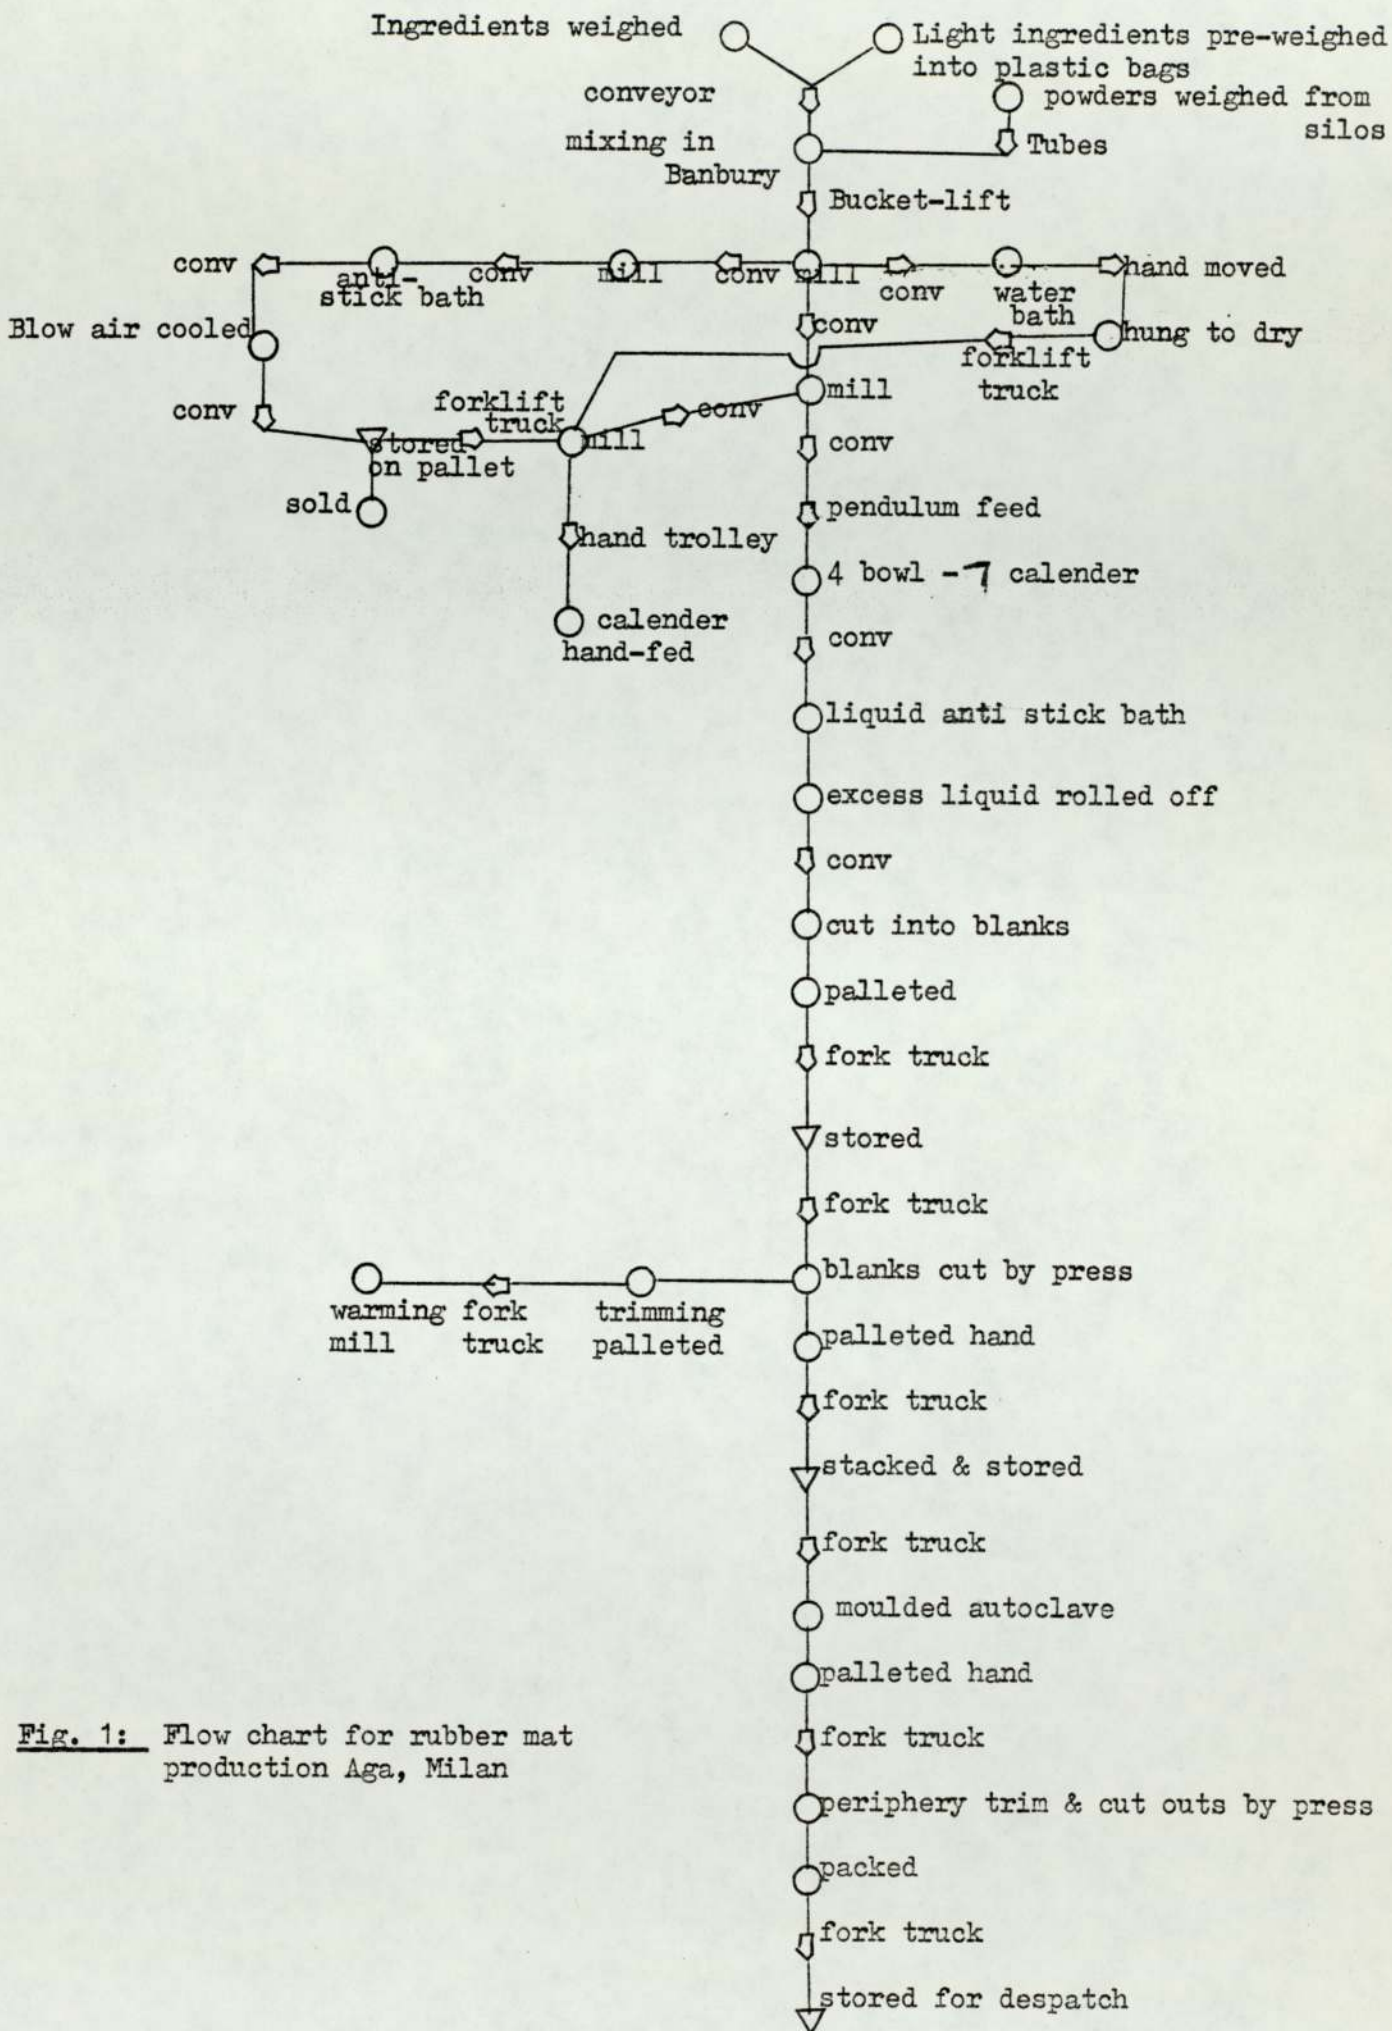 Ingredients weighed
Light ingredients pre-weighed
into plastic bags
conveyor
powders weighed from
silos
mixing in
Banbury
Tubes
Bucket-lift
conv
anti-
stick bath
conv
mill
conv
mill
conv
water
bath
hand moved
Blow air cooled
conv
hung to dry
forklift
truck
conv
forklift
truck
conv
mill
stored
on pallet
mill
conv
sold
pendulum feed
hand trolley
4 bowl - 7 calender
calender
hand-fed
conv
liquid anti stick bath
excess liquid rolled off
conv
cut into blanks
palleted
fork truck
stored
fork truck
blanks cut by press
warming
mill
fork
truck
trimming
palleted
palleted hand
fork truck
stacked & stored
fork truck
moulded autoclave
palleted hand
fork truck
Fig. 1: Flow chart for rubber mat
production Aga, Milan
periphery trim & cut outs by press
packed
fork truck
stored for despatch